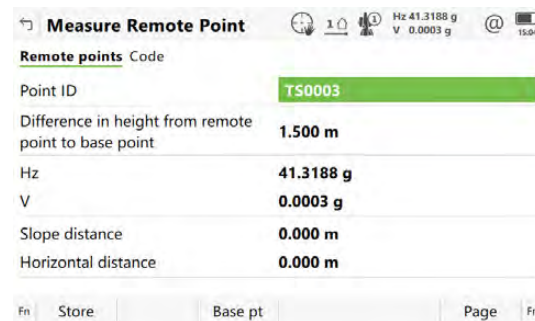 Measure Remote Point
1
1
Hz 41.3188 g
V 0.0003 g
@
Remote points Code
Point ID TS0003
Difference in height from remote
point to base point
1.500 m
Hz 41.3188 g
V 0.0003 g
Slope distance 0.000 m
Horizontal distance 0.000 m
Fn Store Base pt Page